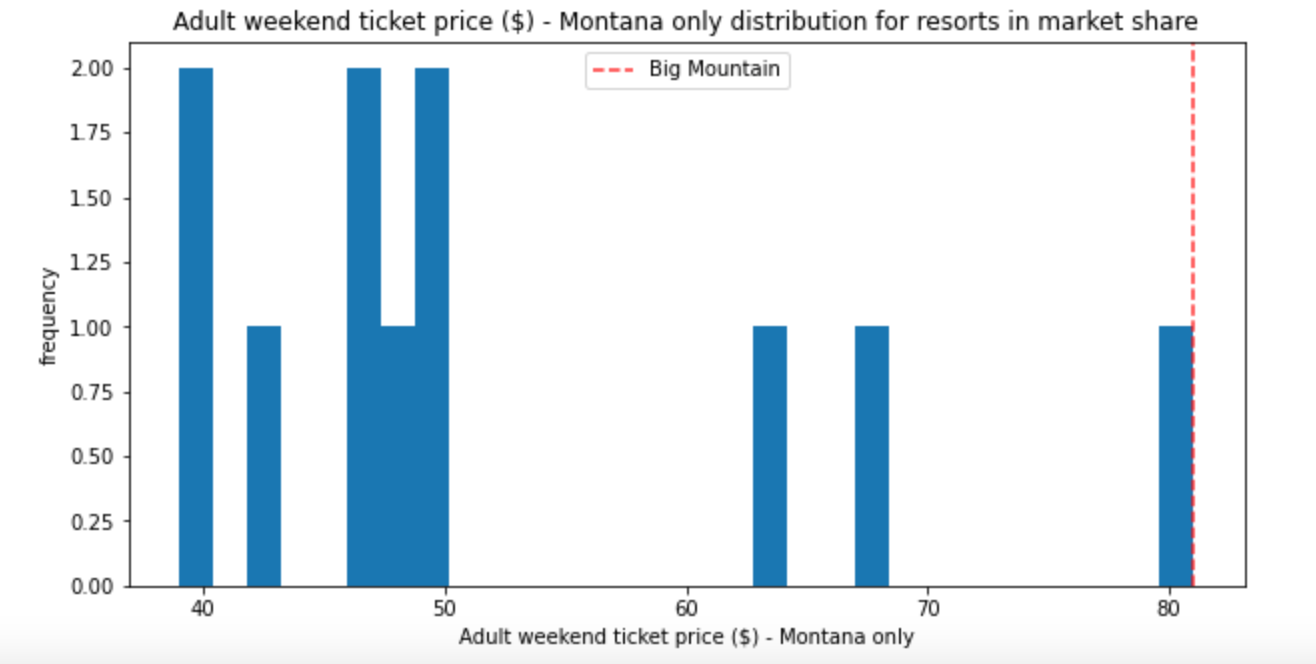 Adult weekend ticket price ($) - Montana only distribution for resorts in market share
Big Mountain
2.00
1.75
1.50
1.25
1.00
0.75
0.50
0.25
0.00
frequency
40 50 60 70 80
Adult weekend ticket price ($) - Montana only